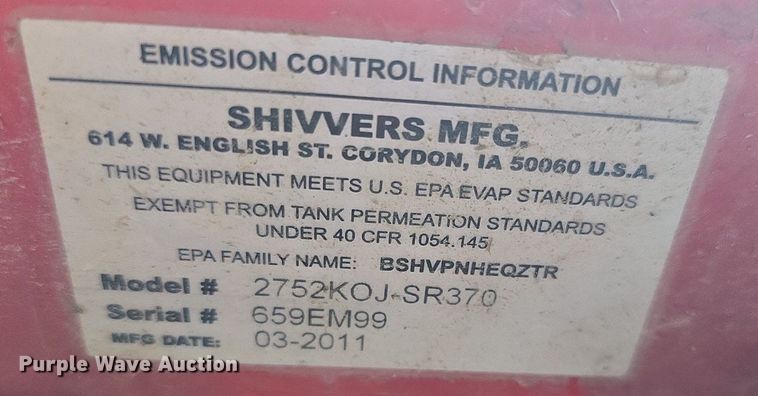 EMISSION CONTROL INFORMATION
SHIVVERS MFG.
614 W. ENGLISH ST. CORYDON, IA 50060 U.S.A.
THIS EQUIPMENT MEETS U.S. EPA EVAP STANDARDS
EXEMPT FROM TANK PERMEATION STANDARDS
UNDER 40 CFR 1054.145
EPA FAMILY NAME: BSHVPNHEQZTR
Model # 2752KOJ-SR370
Serial # 659EM99
MFG DATE: 03-2011
Purple Wave Auction